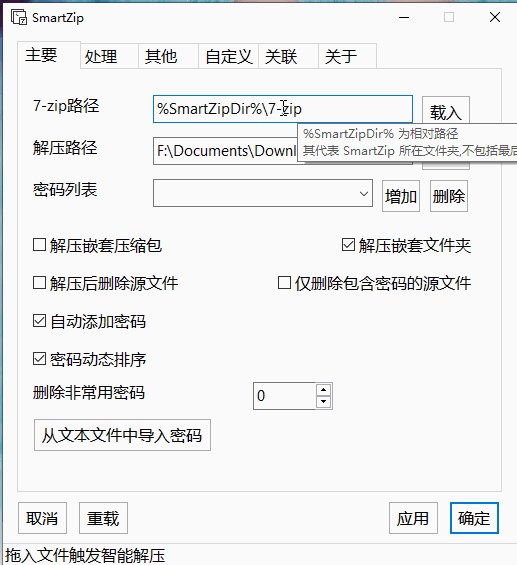 SmartZip
主要 处理 其他 自定义 关联 关于
7-zip路径 %SmartZipDir%\7-zip 载入
%SmartZipDir% 为相对路径
解压路径 F:\Documents\Downl
其代表 SmartZip 所在文件夹,不包括最后
密码列表 增加 删除
解压嵌套压缩包 解压嵌套文件夹
解压后删除源文件 仅删除包含密码的源文件
自动添加密码
密码动态排序
删除非常用密码 0
从文本文件中导入密码
取消 重载 应用 确定
拖入文件触发智能解压